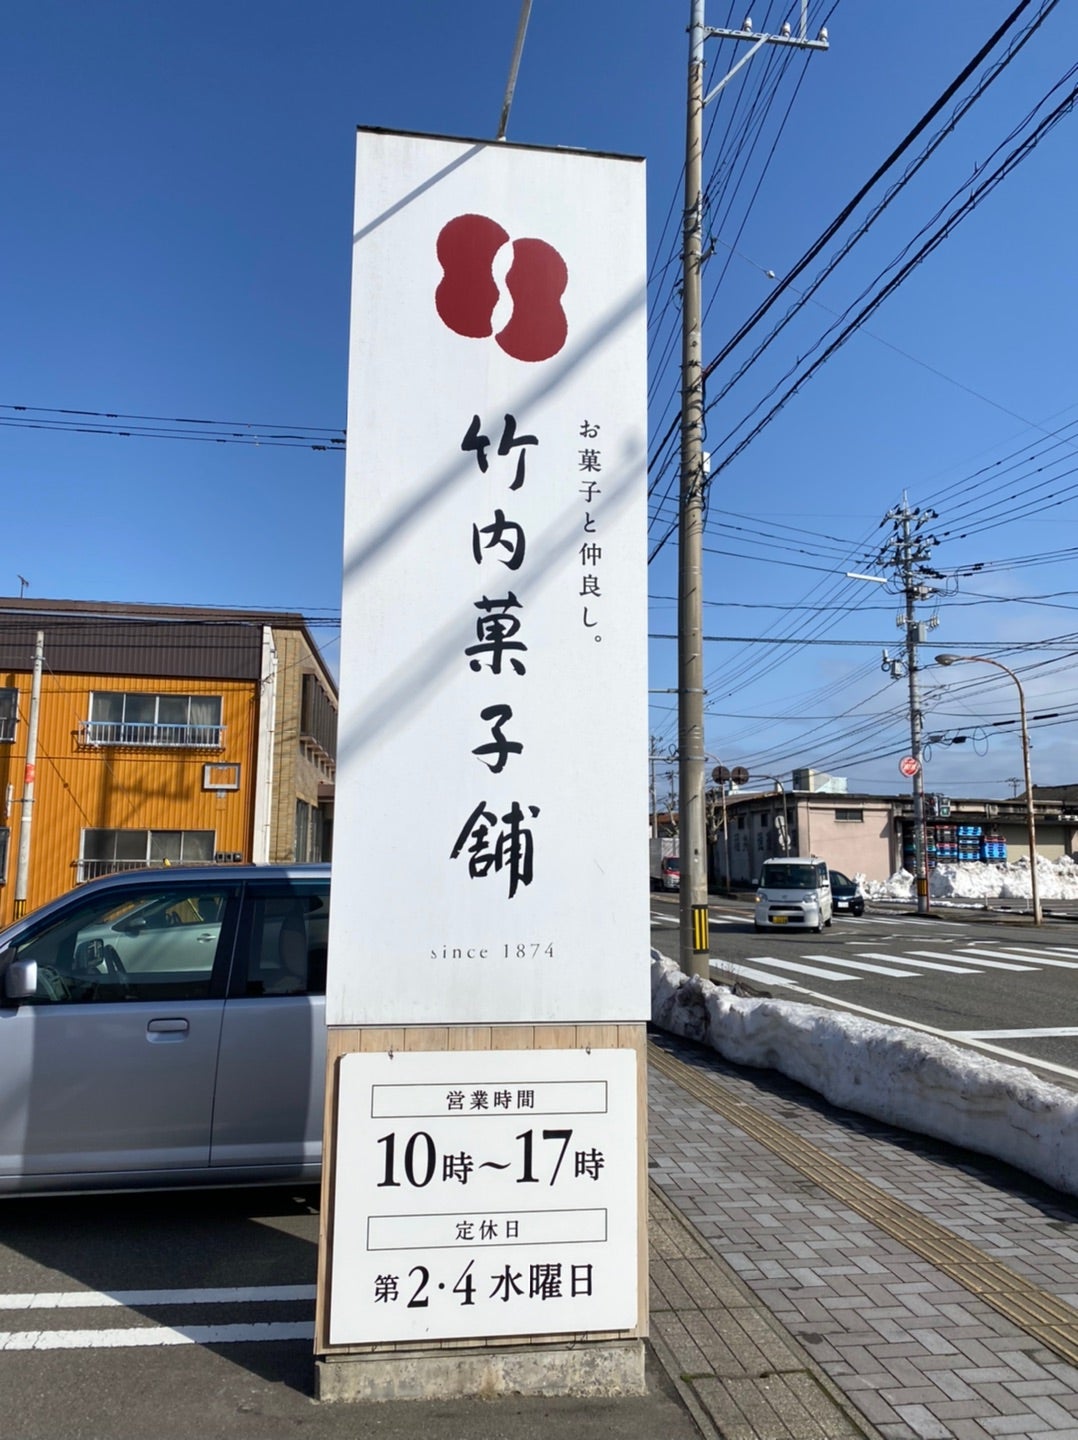 お菓子と仲良し。
竹内菓子舗
since 1874
営業時間
10時〜17時
定休日
第2・4水曜日